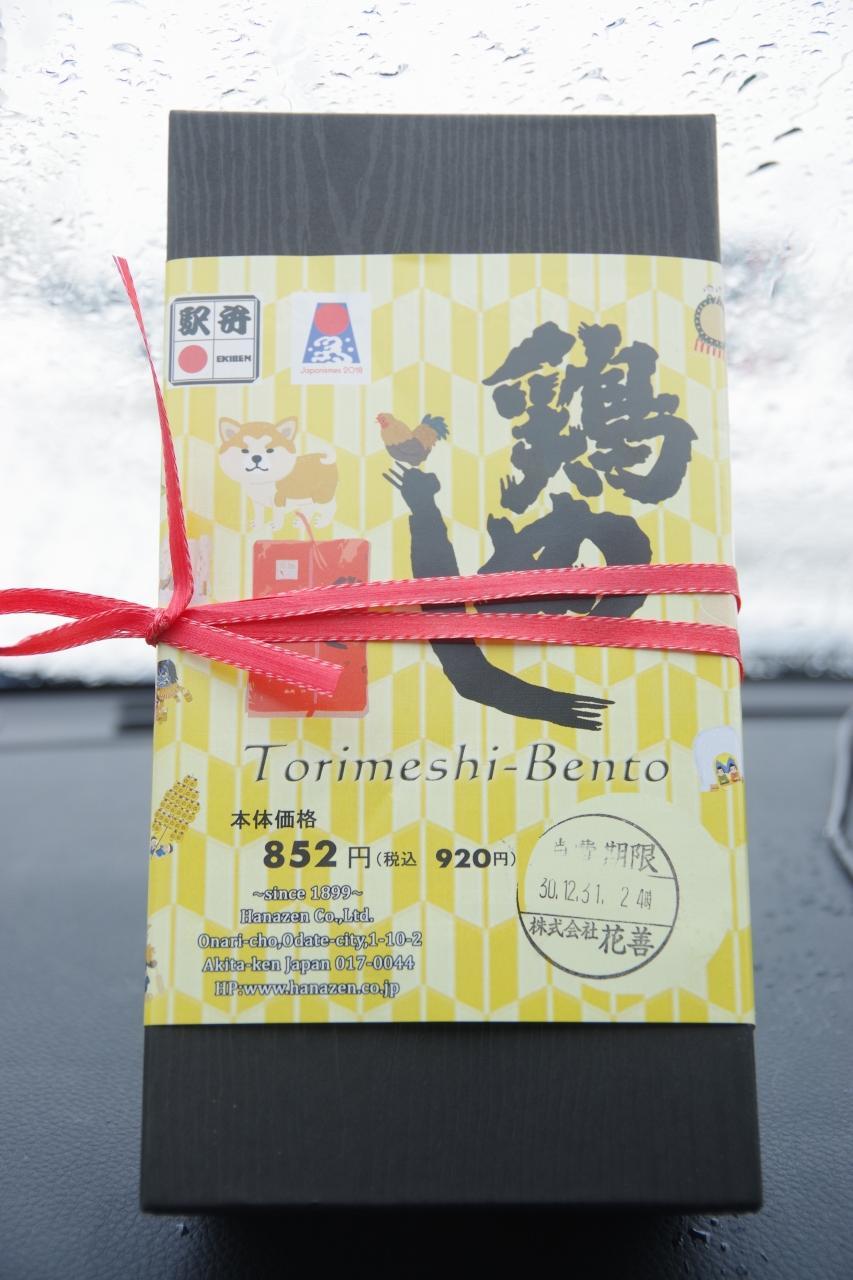 駅弁
EKIBEN
Japonismes 2018
鶏めし
Torimeshi-Bento
本体価格
852円(税込 920円)
~since 1899~
Hanazen Co.,Ltd.
Onari-cho,Odate-city,1-10-2
Akita-ken Japan 017-0044
HP:www.hanazen.co.jp
期限
30.12.31. 24時
株式会社花善